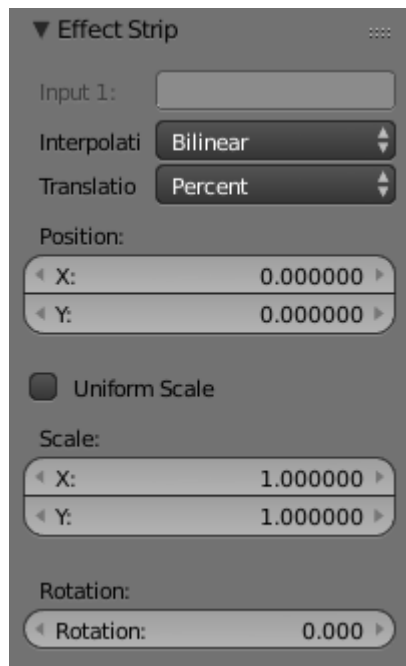 Effect Strip
Input 1:
Interpolati Bilinear
Translatio Percent
Position:
X: 0.000000
Y: 0.000000
Uniform Scale
Scale:
X: 1.000000
Y: 1.000000
Rotation:
Rotation: 0.000